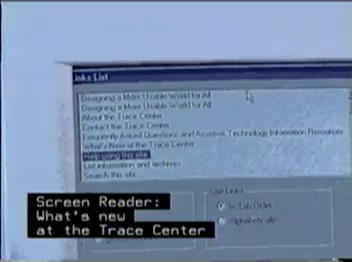 Links List
Designing a More Usable World for All
Designing a More Usable World for All
About the Trace Center
Contact the Trace Center
Frequently Asked Questions and Assistive Technology Information Resources
What's New at the Trace Center
Help using this site
List information and
Search this site
Sort Links
In Tab Order
Alphabetically
Screen Reader:
What's new
at the Trace Center